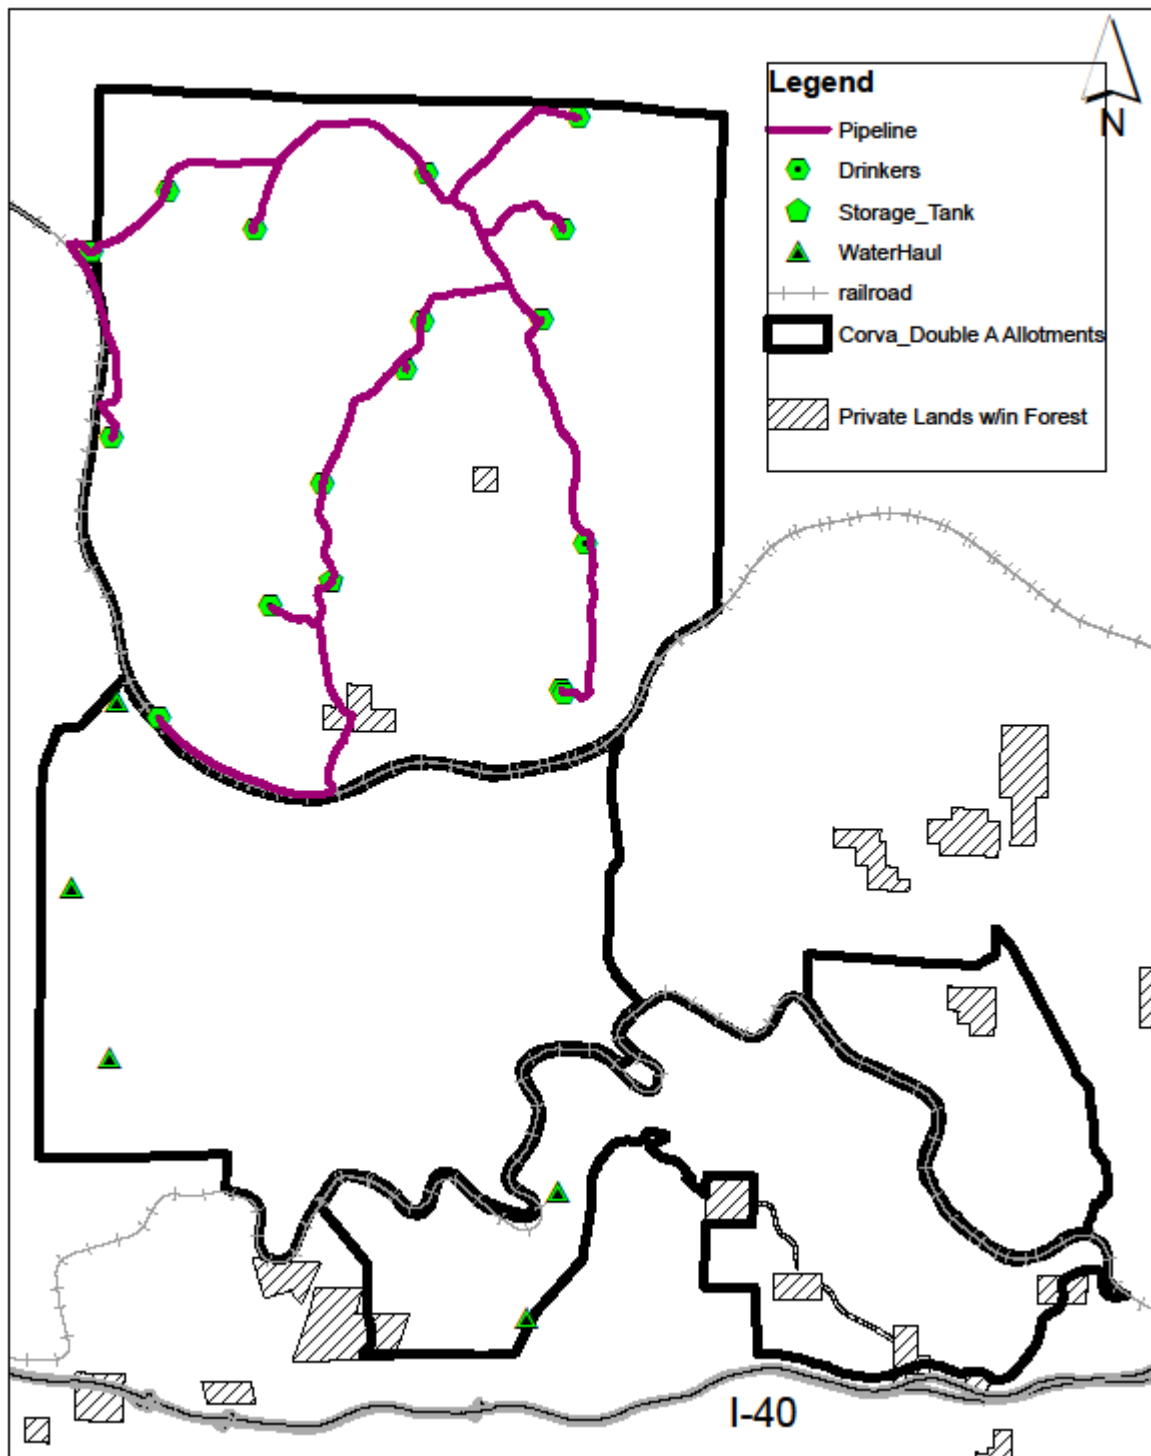 Legend
N
Pipeline
Drinkers
Storage_Tank
WaterHaul
railroad
Corva_Double A Allotments
Private Lands w/in Forest
I-40